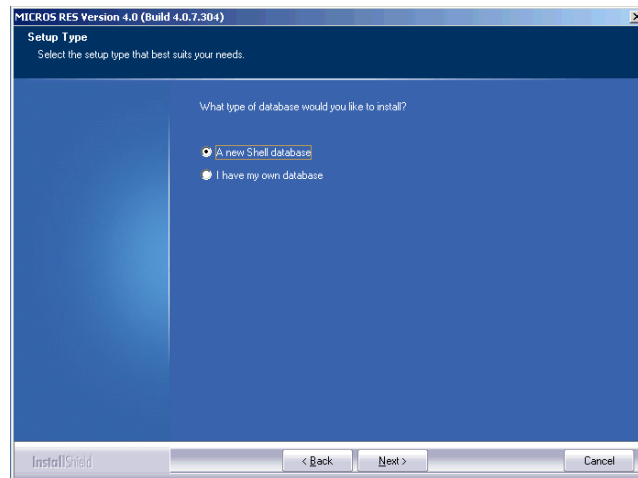 MICROS RES Version 4.0 (Build 4.0.7.304)
Setup Type
Select the setup type that best suits your needs.
What type of database would you like to install?
A new Shell database
I have my own database
InstallShield
< Back Next > Cancel